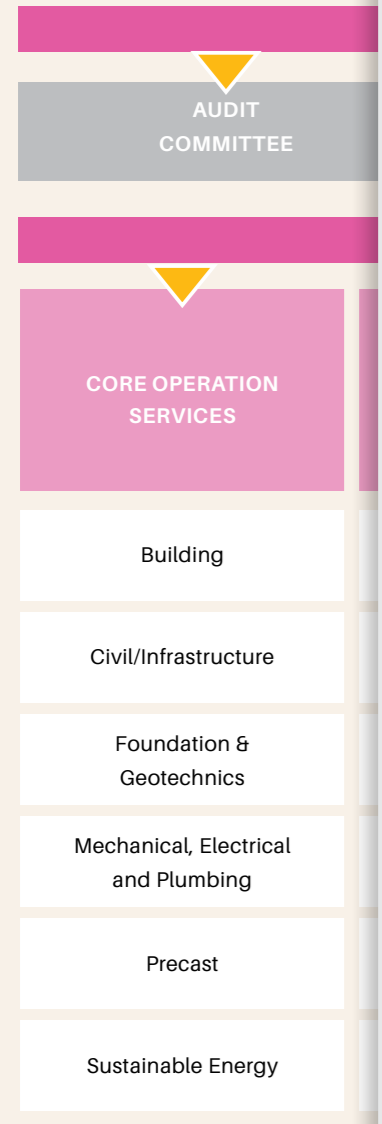 AUDIT
COMMITTEE
CORE OPERATION
SERVICES
Building
Civil/Infrastructure
Foundation &
Geotechnics
Mechanical, Electrical
and Plumbing
Precast
Sustainable Energy